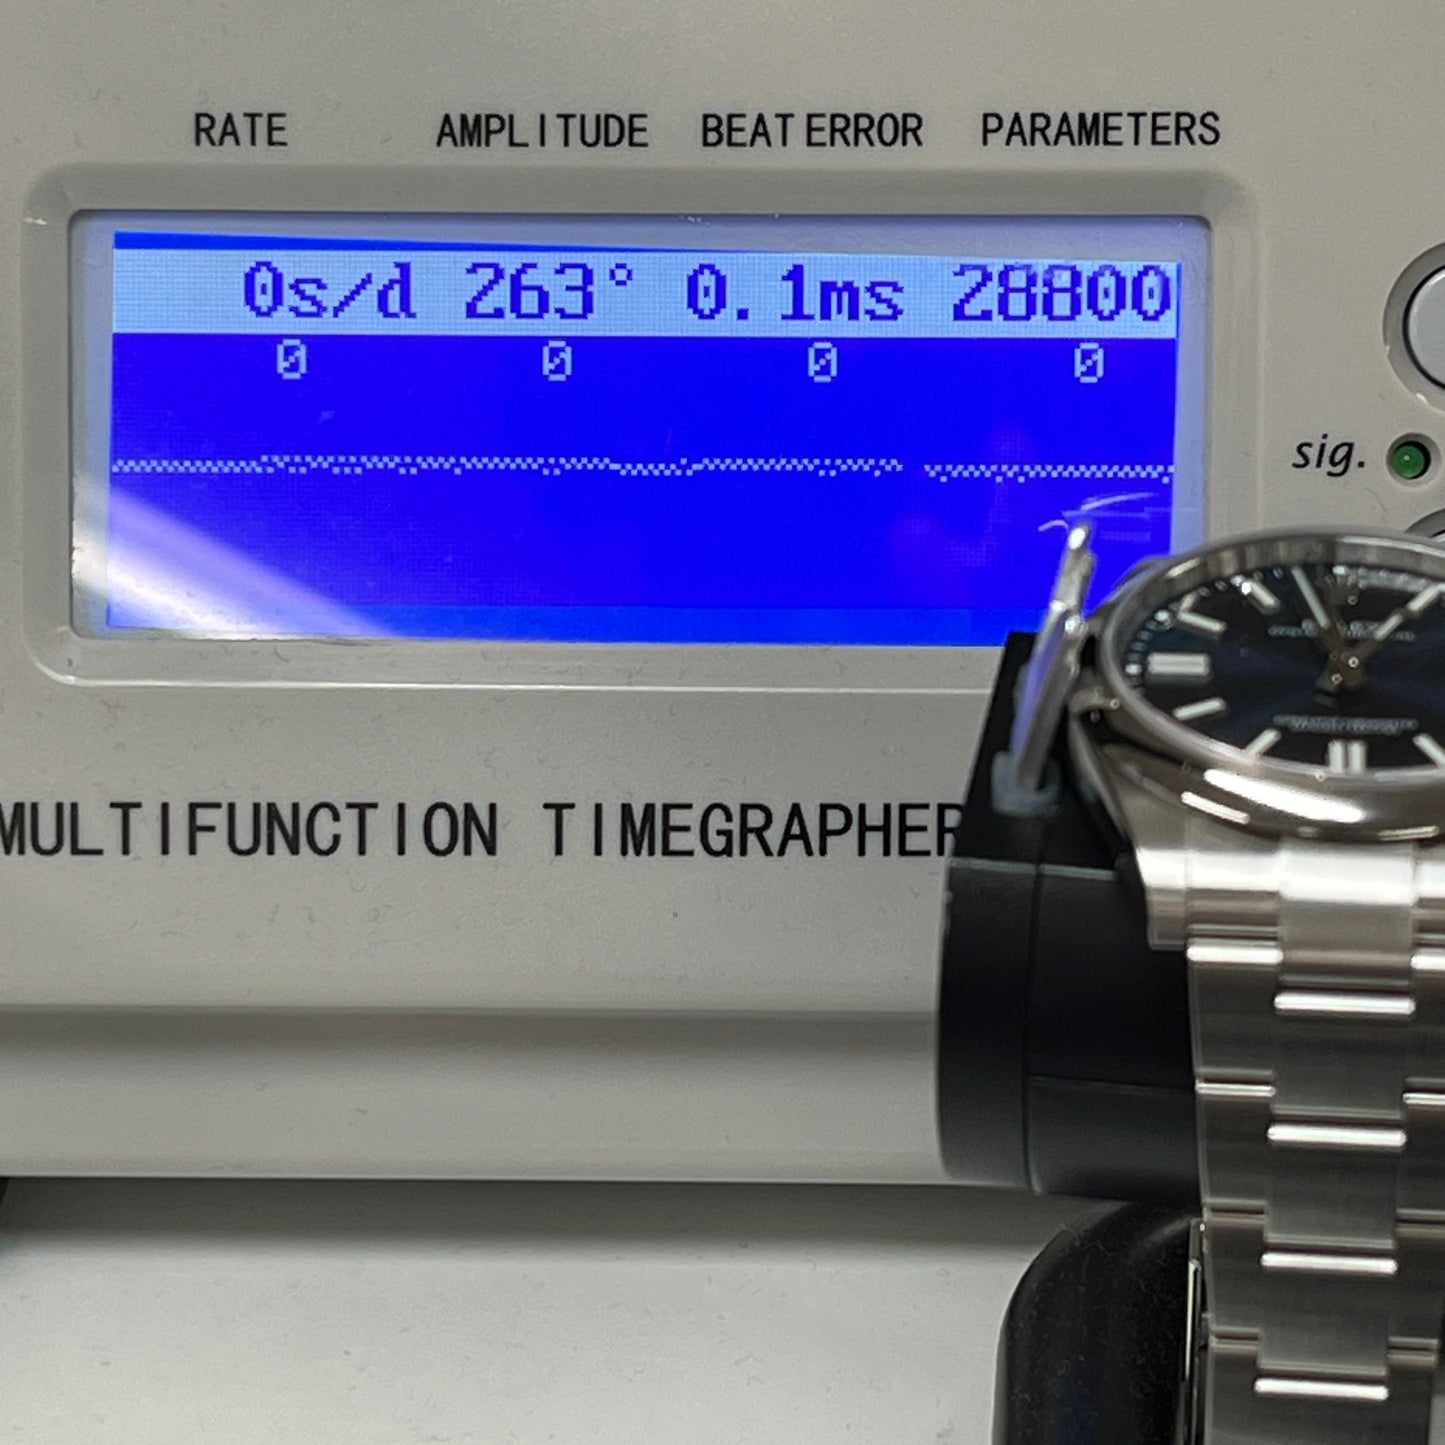 RATE AMPLITUDE BEAT ERROR PARAMETERS
0s/d 263° 0.1ms 28800
0 0 0 0
sig.
MULTIFUNCTION TIMEGRAPHER